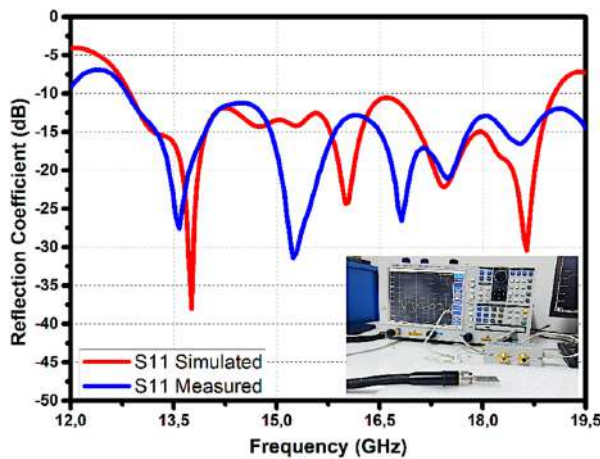 0
-5
-10
-15
-20
-25
-30
-35
-40
-45
-50
Reflection Coefficient (dB)
S11 Simulated
S11 Measured
12,0 13,5 15,0 16,5 18,0 19,5
Frequency (GHz)